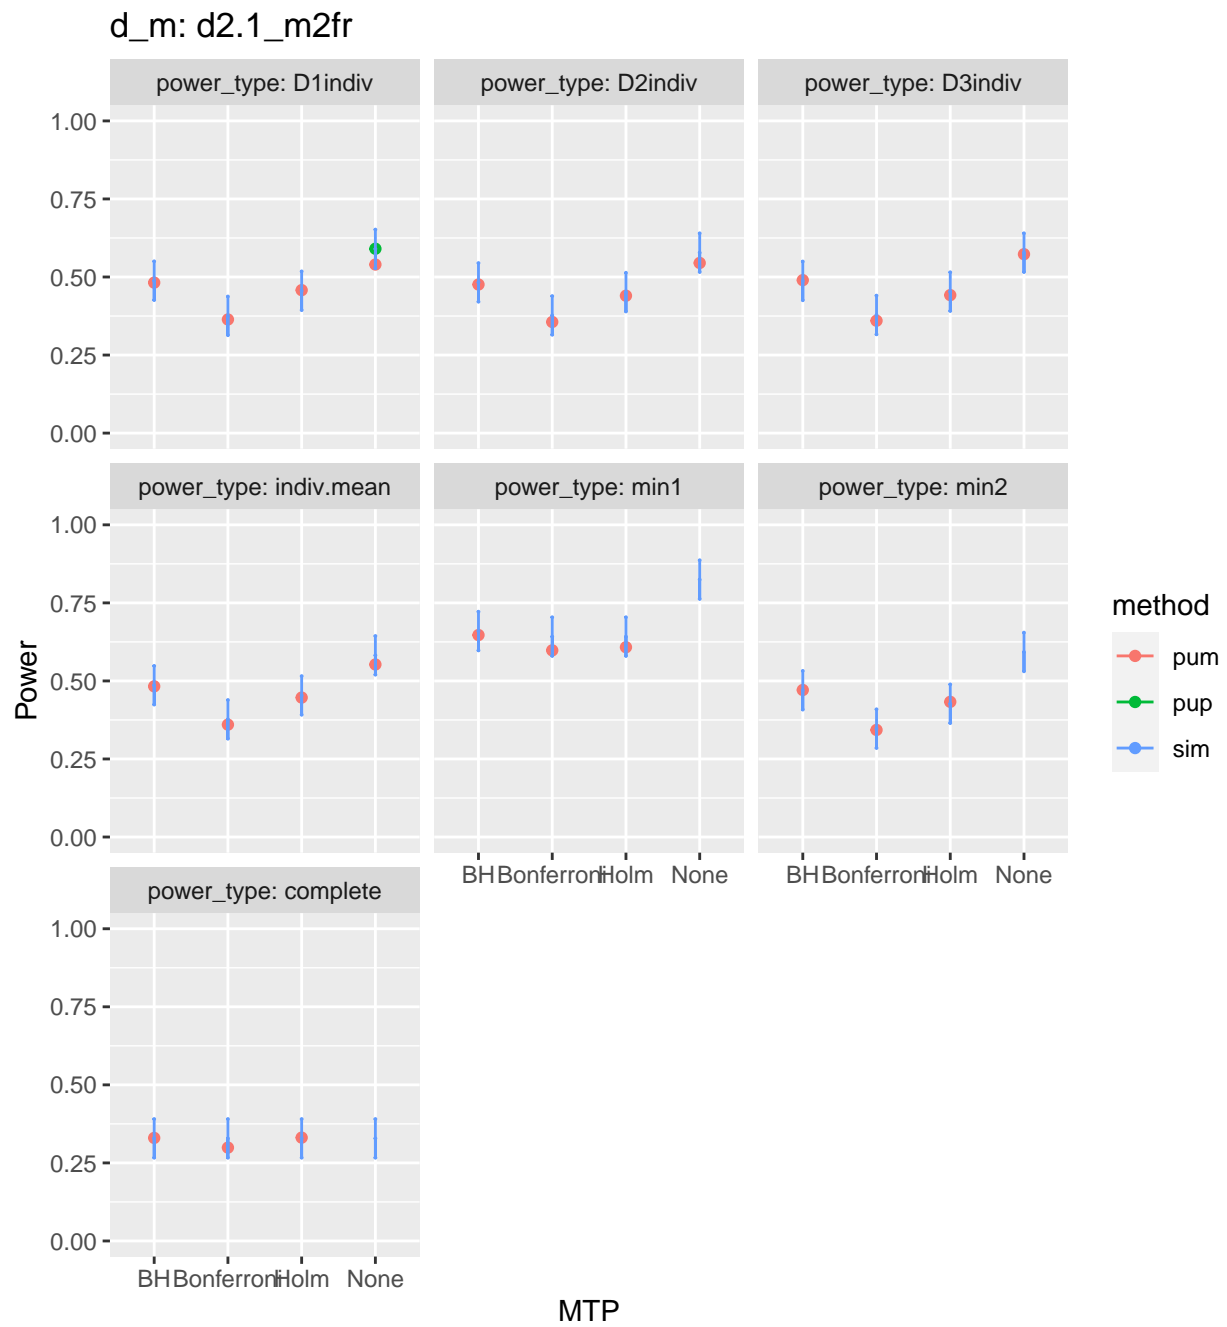 d_m: d2.1_m2fr
power_type: D1indiv
power_type: D2indiv
power_type: D3indiv
1.00
0.75
0.50
0.25
0.00
power_type: indiv.mean
power_type: min1
power_type: min2
1.00
0.75
0.50
0.25
0.00
BH Bonferroni Holm None
BH Bonferroni Holm None
power_type: complete
1.00
0.75
0.50
0.25
0.00
BH Bonferroni Holm None
Power
MTP
method
pum
pup
sim